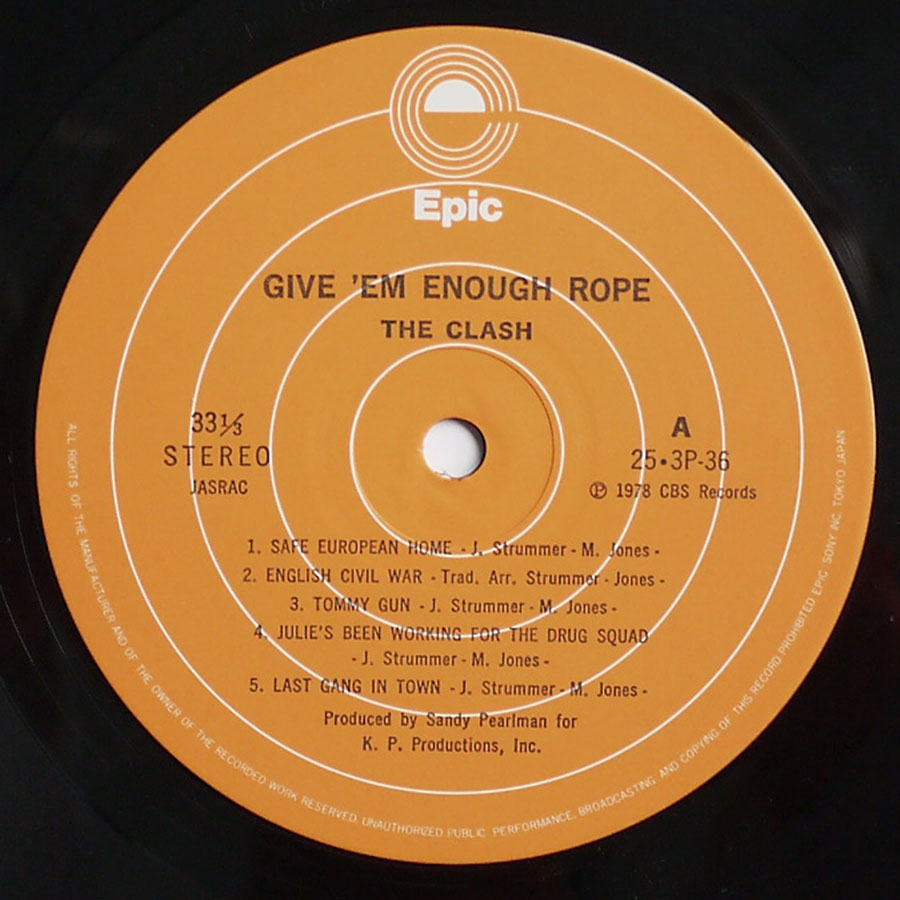 Epic
GIVE 'EM ENOUGH ROPE
THE CLASH
33⅓
STEREO
JASRAC
A
25•3P-36
Ⓟ 1978 CBS Records
1. SAFE EUROPEAN HOME - J. Strummer - M. Jones -
2. ENGLISH CIVIL WAR - Trad. Arr. Strummer - Jones -
3. TOMMY GUN - J. Strummer - M. Jones -
4. JULIE'S BEEN WORKING FOR THE DRUG SQUAD
- J. Strummer - M. Jones -
5. LAST GANG IN TOWN - J. Strummer - M. Jones -
Produced by Sandy Pearlman for
K. P. Productions, Inc.
ALL RIGHTS OF THE MANUFACTURER AND OF THE OWNER OF THE RECORDED WORK RESERVED. UNAUTHORIZED PUBLIC PERFORMANCE, BROADCASTING AND COPYING OF THIS RECORD PROHIBITED EPIC SONY INC. TOKYO JAPAN